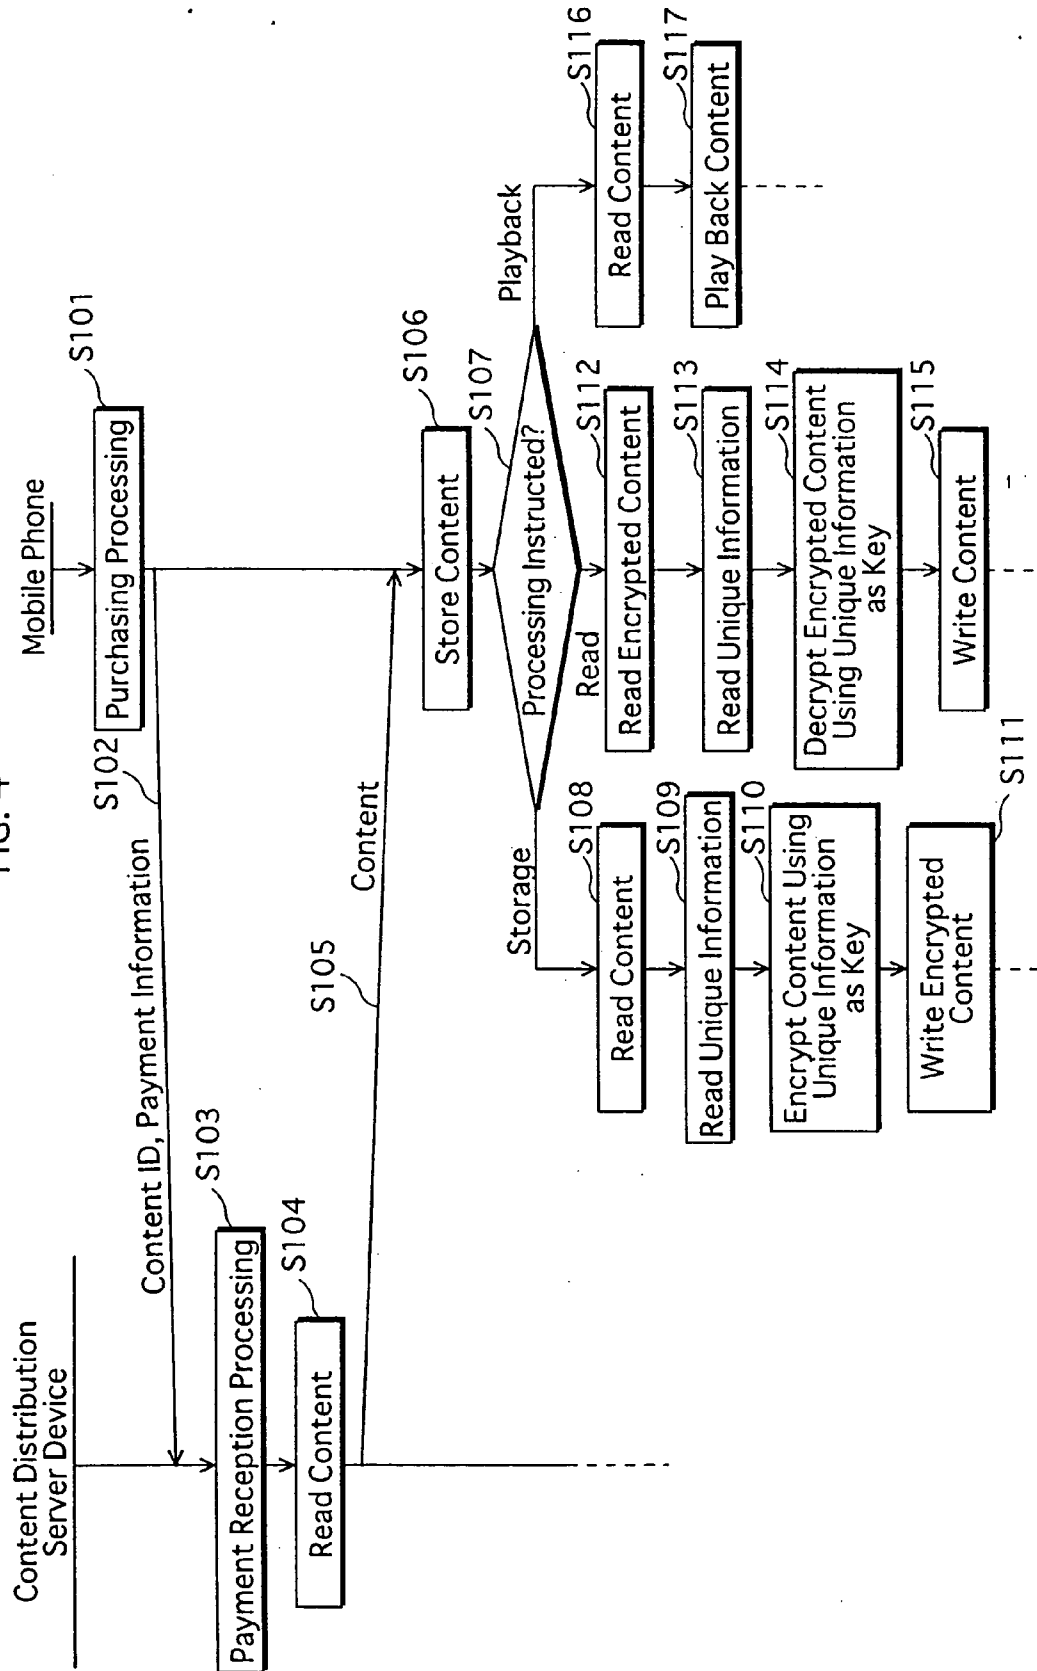 FIG. 4
Content Distribution
Server Device
Mobile Phone
Purchasing Processing
S101
S102
Content ID, Payment Information
Payment Reception Processing
S103
Read Content
S104
S105
Content
Store Content
S106
Processing Instructed?
S107
Storage
Read
Playback
Read Content
S108
Read Unique Information
S109
Encrypt Content Using
Unique Information
as Key
S110
Write Encrypted
Content
S111
Read Encrypted Content
S112
Read Unique Information
S113
Decrypt Encrypted Content
Using Unique Information
as Key
S114
Write Content
S115
Read Content
S116
Play Back Content
S117